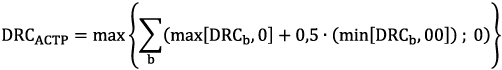 DRC_ACTP = max{∑_b(max[DRC_b, 0] + 0,5 · (min[DRC_b, 00]) ; 0)}